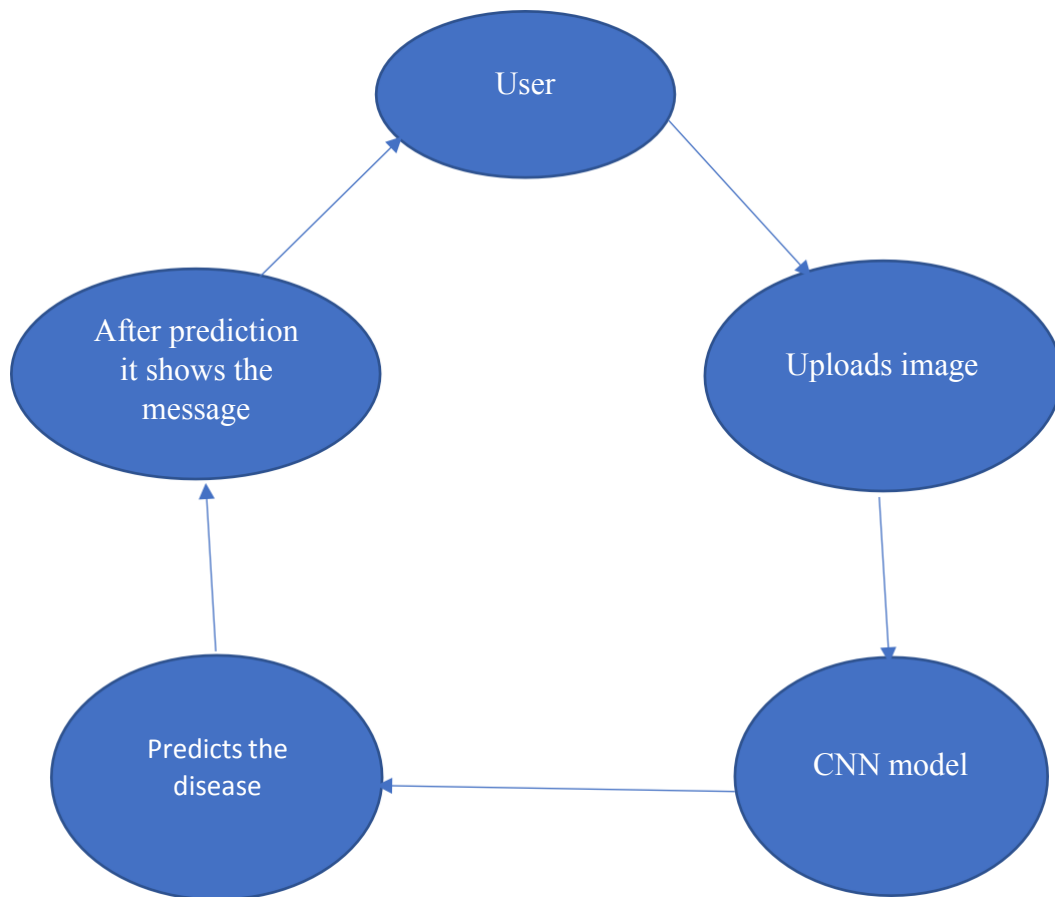 User
Uploads image
CNN model
Predicts the
disease
After prediction
it shows the
message